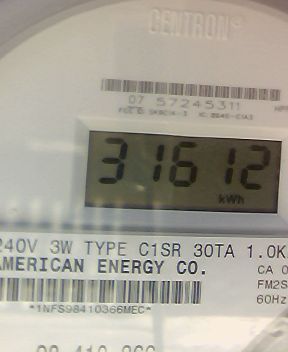 CENTRON®
07 57245311
31612
kWh
240V 3W TYPE C1SR 30TA 1.0K
AMERICAN ENERGY CO.
CA 0
FM2S
60Hz
*1NFS98410366MEC*